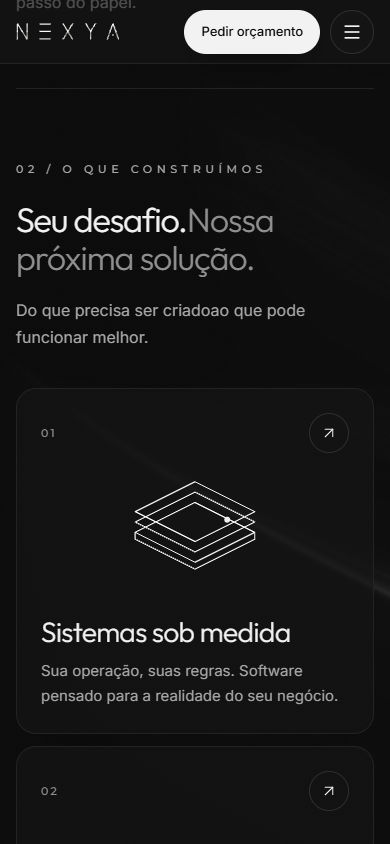 passo do papel.
NEXYA
Pedir orçamento
02 / O QUE CONSTRUÍMOS
Seu desafio.Nossa
próxima solução.
Do que precisa ser criadoao que pode
funcionar melhor.
01
Sistemas sob medida
Sua operação, suas regras. Software
pensado para a realidade do seu negócio.
02